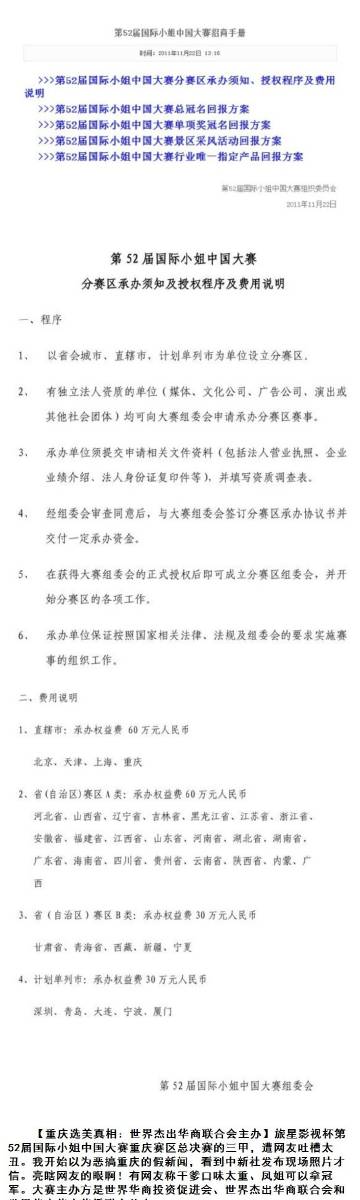 第52届国际小姐中国大赛招商手册
时间：2011年11月22日 13:16
>>>第52届国际小姐中国大赛分赛区承办须知、授权程序及费用
说明
>>>第52届国际小姐中国大赛总冠名回报方案
>>>第52届国际小姐中国大赛单项奖冠名回报方案
>>>第52届国际小姐中国大赛景区采风活动回报方案
>>>第52届国际小姐中国大赛行业唯一指定产品回报方案
第52届国际小姐中国大赛组织委员会
2011年11月22日
第 52 届国际小姐中国大赛
分赛区承办须知及授权程序及费用说明
一、程序
1、 以省会城市、直辖市、计划单列市为单位设立分赛区.
2、 有独立法人资质的单位（媒体、文化公司、广告公司、演出或
其他社会团体）均可向大赛组委会申请承办分赛区赛事.
3、 承办单位须提交申请相关文件资料（包括法人营业执照、企业
业绩介绍、法人身份证复印件等），并填写资质调查表。
4、 经组委会审查同意后，与大赛组委会签订分赛区承办协议书并
交付一定承办资金。
5、 在获得大赛组委会的正式授权后即可成立分赛区组委会，并开
始分赛区的各项工作。
6、 承办单位保证按照国家相关法律、法规及组委会的要求实施赛
事的组织工作。
二、费用说明
1、直辖市：承办权益费 60 万元人民币
北京、天津、上海、重庆
2、省(自治区)赛区 A 类：承办权益费60万元人民币
河北省、山西省、辽宁省、吉林省、黑龙江省、江苏省、浙江省、
安徽省、福建省、江西省、山东省、河南省、湖北省、湖南省、
广东省、海南省、四川省、贵州省、云南省、陕西省、内蒙、广
西
3、省（自治区）赛区B类：承办权益费 30 万元人民币
甘肃省、青海省、西藏、新疆、宁夏
4、计划单列市：承办权益费 30 万元人民币
深圳、青岛、大连、宁波、厦门
第 52 届国际小姐中国大赛组委会
【重庆选美真相：世界杰出华商联合会主办】旅星影视杯第
52届国际小姐中国大赛重庆赛区总决赛的三甲，遭网友吐槽太
丑。我开始以为恶搞重庆的假新闻，看到中新社发布现场照片才
信。亮瞎网友的眼啊！有网友称干爹口味太重、凤姐可以拿冠
军。大赛主办方是世界华商投资促进会、世界杰出华商联合会和